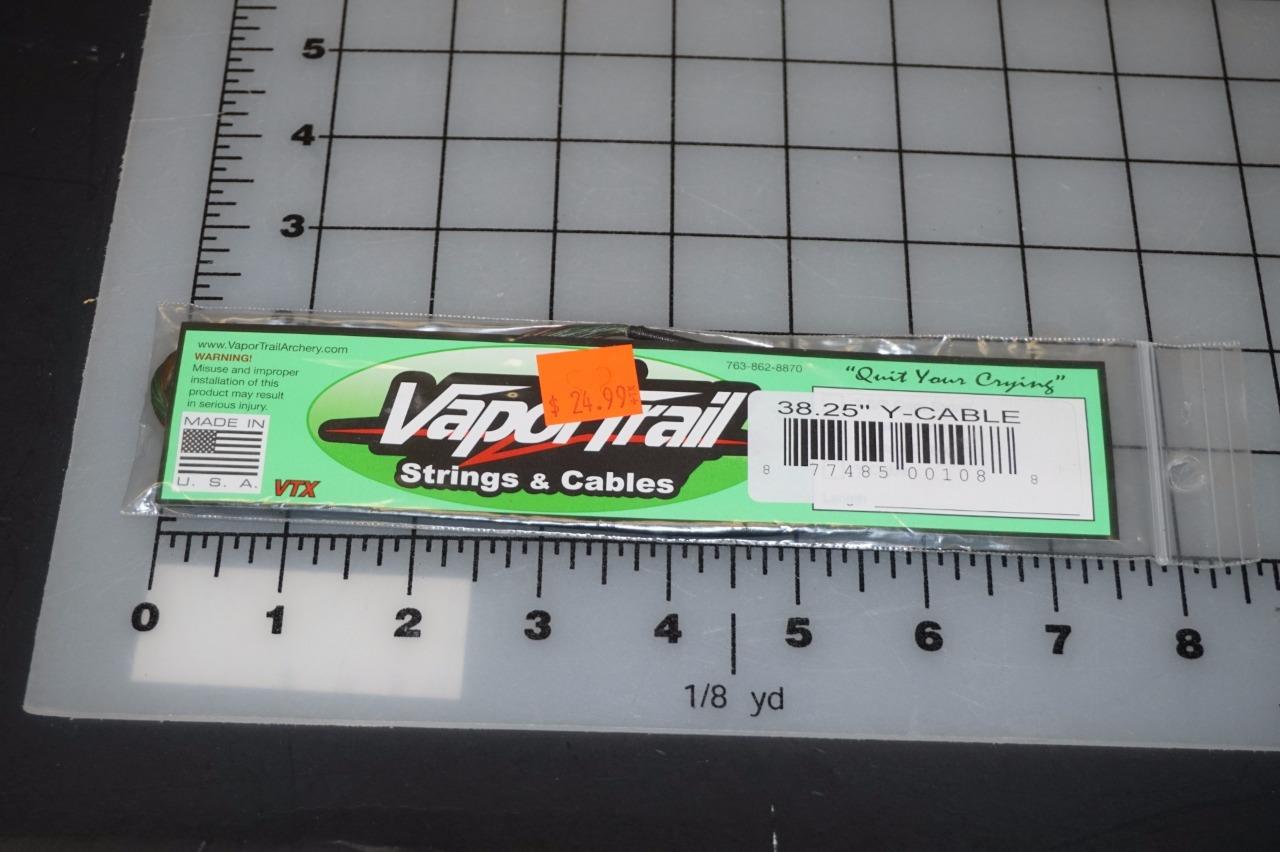 5
4
3
www.VaporTrailArchery.com
WARNING!
Misuse and improper
installation of this
product may result
in serious injury.
MADE IN
U. S. A.
VTX
VaporTrail
Strings & Cables
$ 24.99
763-862-8870
"Quit Your Crying"
38.25" Y-CABLE
8 77485 00108 8
Length
0 1 2 3 4 5 6 7 8
1/8 yd